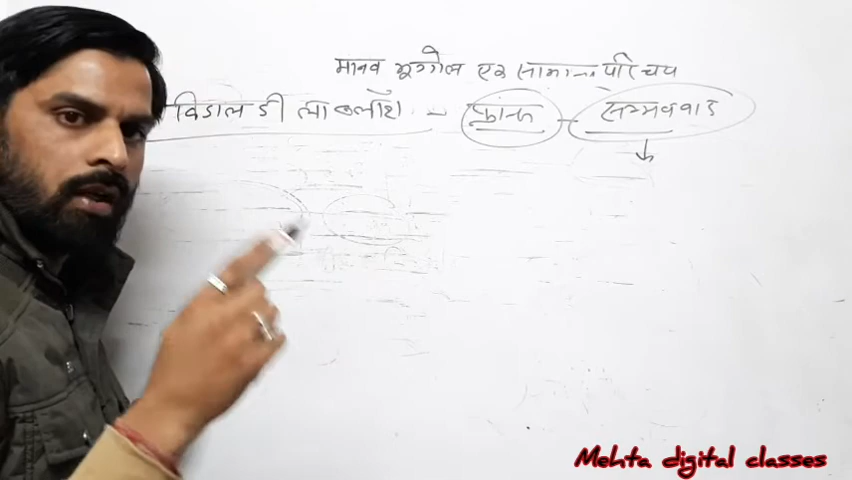 मानव भूगोल एक सामान्य परिचय
विडाल डी ला ब्लॉश - फ्रांस - सम्भववाद
Mehta digital classes